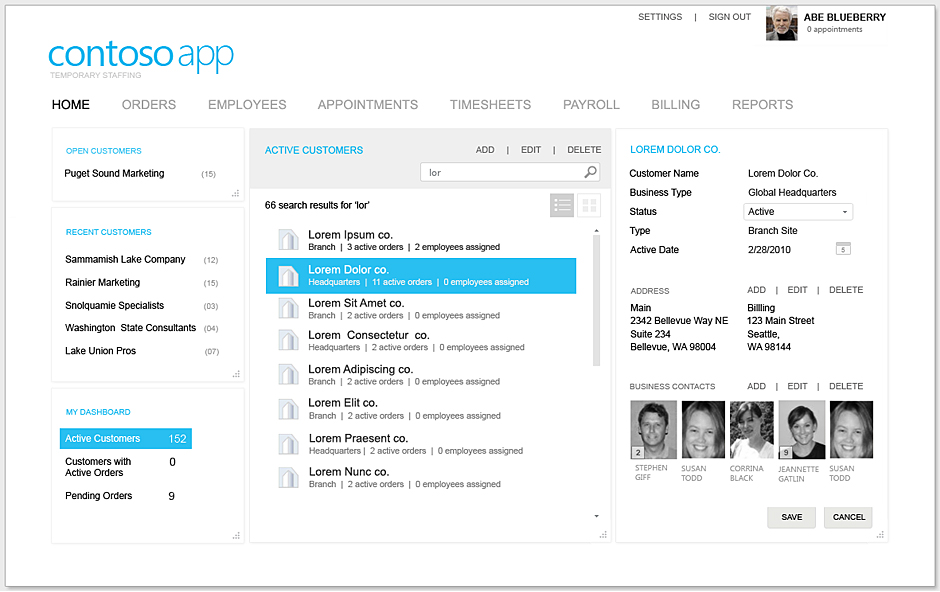 SETTINGS | SIGN OUT
ABE BLUEBERRY
0 appointments
contoso app
TEMPORARY STAFFING
HOME ORDERS EMPLOYEES APPOINTMENTS TIMESHEETS PAYROLL BILLING REPORTS
OPEN CUSTOMERS
Puget Sound Marketing (15)
RECENT CUSTOMERS
Sammamish Lake Company (12)
Rainier Marketing (15)
Snolquamie Specialists (03)
Washington State Consultants (04)
Lake Union Pros (07)
MY DASHBOARD
Active Customers 152
Customers with 0
Active Orders
Pending Orders 9
ACTIVE CUSTOMERS ADD | EDIT | DELETE
lor
66 search results for 'lor'
Lorem Ipsum co.
Branch | 3 active orders | 2 employees assigned
Lorem Dolor co.
Headquarters | 11 active orders | 0 employees assigned
Lorem Sit Amet co.
Branch | 2 active orders | 0 employees assigned
Lorem Consectetur co.
Headquarters | 2 active orders | 0 employees assigned
Lorem Adipiscing co.
Branch | 2 active orders | 0 employees assigned
Lorem Elit co.
Branch | 2 active orders | 0 employees assigned
Lorem Praesent co.
Headquarters | 2 active orders | 0 employees assigned
Lorem Nunc co.
Branch | 2 active orders | 0 employees assigned
LOREM DOLOR CO.
Customer Name Lorem Dolor Co.
Business Type Global Headquarters
Status Active
Type Branch Site
Active Date 2/28/2010 5
ADDRESS ADD | EDIT | DELETE
Main
2342 Bellevue Way NE
Suite 234
Bellevue, WA 98004
Billling
123 Main Street
Seattle,
WA 98144
BUSINESS CONTACTS ADD | EDIT | DELETE
2
9
STEPHEN
GIFF
SUSAN
TODD
CORRINA
BLACK
JEANNETTE
GATLIN
SUSAN
TODD
SAVE CANCEL